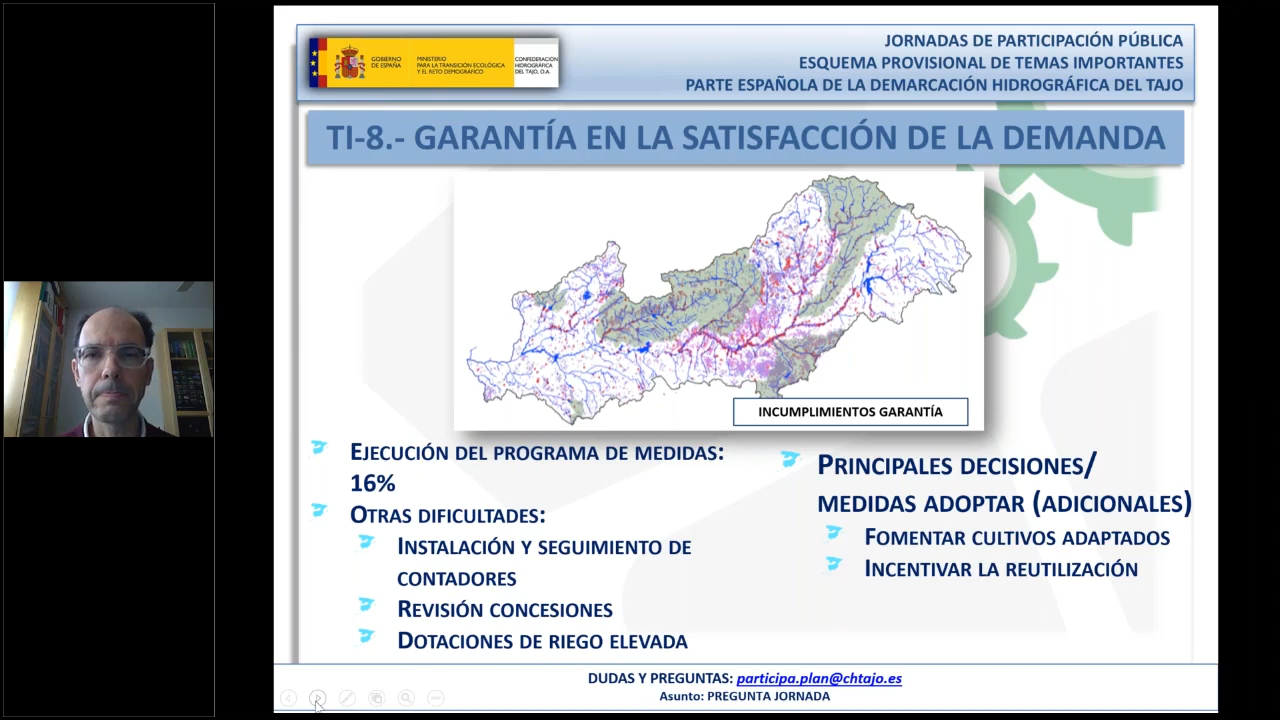 GOBIERNO
DE ESPAÑA
MINISTERIO
PARA LA TRANSICIÓN ECOLÓGICA
Y EL RETO DEMOGRÁFICO
CONFEDERACIÓN
HIDROGRÁFICA
DEL TAJO, O.A.
JORNADAS DE PARTICIPACIÓN PÚBLICA
ESQUEMA PROVISIONAL DE TEMAS IMPORTANTES
PARTE ESPAÑOLA DE LA DEMARCACIÓN HIDROGRÁFICA DEL TAJO
TI-8.- GARANTÍA EN LA SATISFACCIÓN DE LA DEMANDA
INCUMPLIMIENTOS GARANTÍA
EJECUCIÓN DEL PROGRAMA DE MEDIDAS:
16%
OTRAS DIFICULTADES:
INSTALACIÓN Y SEGUIMIENTO DE
CONTADORES
REVISIÓN CONCESIONES
DOTACIONES DE RIEGO ELEVADA
PRINCIPALES DECISIONES/
MEDIDAS ADOPTAR (ADICIONALES)
FOMENTAR CULTIVOS ADAPTADOS
INCENTIVAR LA REUTILIZACIÓN
DUDAS Y PREGUNTAS: participa.plan@chtajo.es
Asunto: PREGUNTA JORNADA